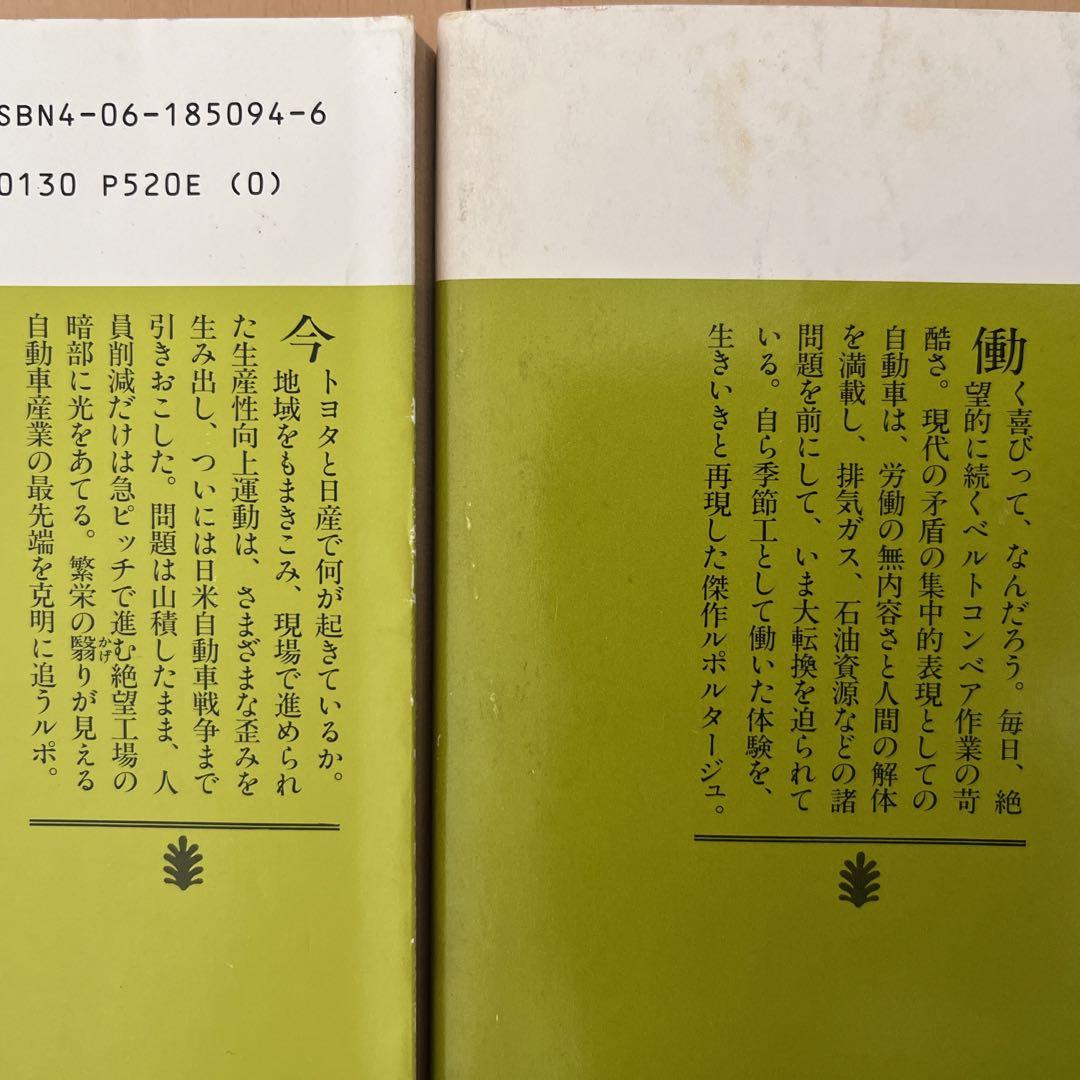 SBN4-06-185094-6
0130 P520E (0)
今トヨタと日産で何が起きているか。
地域をもまきこみ、現場で進められ
た生産性向上運動は、さまざまな歪みを
生み出し、ついには日米自動車戦争まで
引きおこした。問題は山積したまま、人
員削減だけは急ピッチで進む絶望工場の
暗部に光をあてる。繁栄の翳りが見える
かげ
自動車産業の最先端を克明に追うルポ。
働く喜びって、なんだろう。毎日、絶
望的に続くベルトコンベア作業の苛
酷さ。現代の矛盾の集中的表現としての
自動車は、労働の無内容さと人間の解体
を満載し、排気ガス、石油資源などの諸
問題を前にして、いま大転換を迫られて
いる。自ら季節工として働いた体験を、
生きいきと再現した傑作ルポルタージュ。